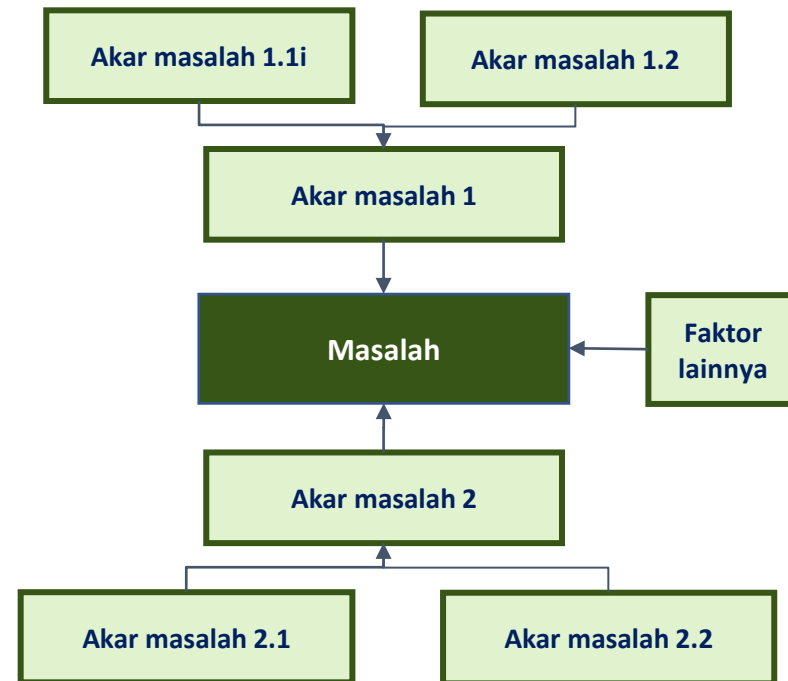 Akar masalah 1.1i
Akar masalah 1.2
Akar masalah 1
Masalah
Faktor
lainnya
Akar masalah 2
Akar masalah 2.1
Akar masalah 2.2